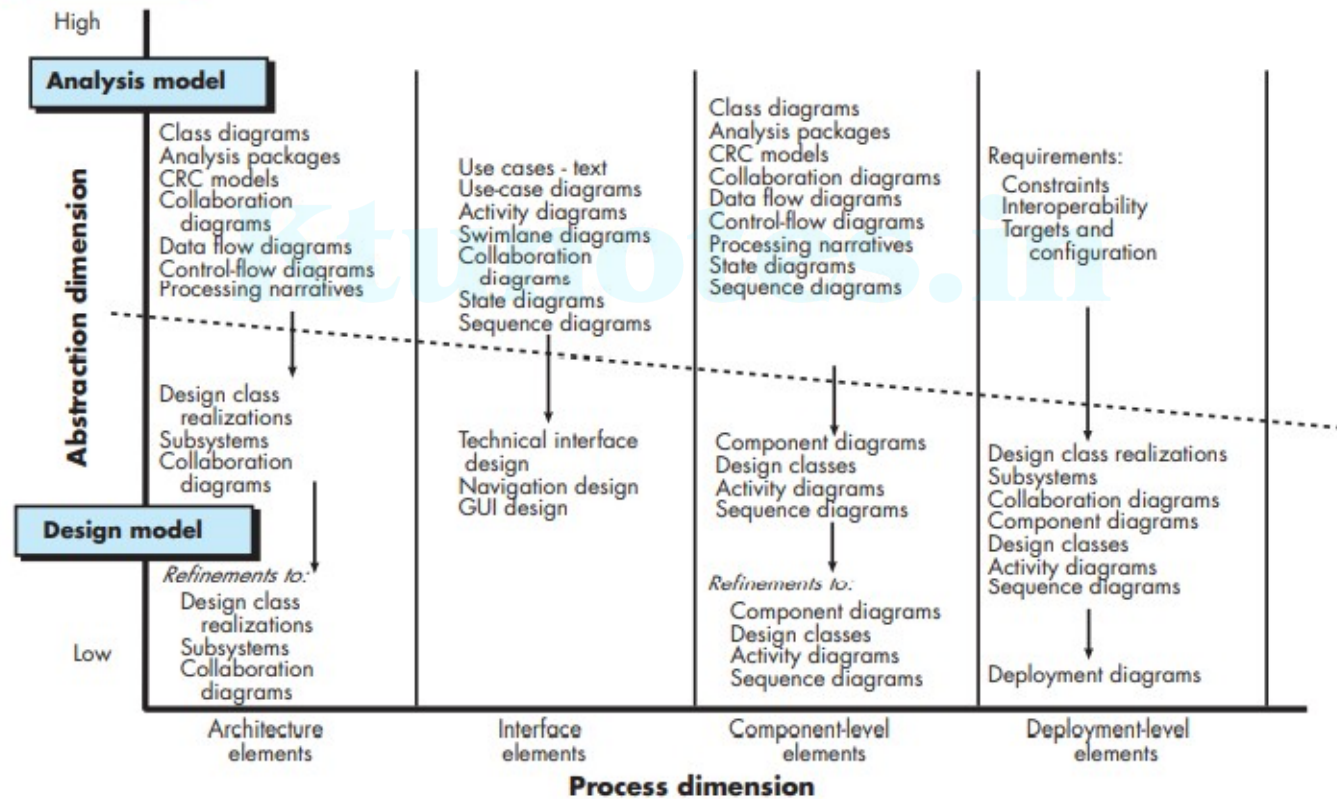 High
Analysis model
Abstraction dimension
Class diagrams
Analysis packages
CRC models
Collaboration
diagrams
Data flow diagrams
Control-flow diagrams
Processing narratives
Design class
realizations
Subsystems
Collaboration
diagrams
Design model
Refinements to:
Design class
realizations
Subsystems
Collaboration
diagrams
Low
Use cases - text
Use-case diagrams
Activity diagrams
Swimlane diagrams
Collaboration
diagrams
State diagrams
Sequence diagrams
Technical interface
design
Navigation design
GUI design
Class diagrams
Analysis packages
CRC models
Collaboration diagrams
Data flow diagrams
Control-flow diagrams
Processing narratives
State diagrams
Sequence diagrams
Component diagrams
Design classes
Activity diagrams
Sequence diagrams
Refinements to:
Component diagrams
Design classes
Activity diagrams
Sequence diagrams
Requirements:
Constraints
Interoperability
Targets and
configuration
Design class realizations
Subsystems
Collaboration diagrams
Component diagrams
Design classes
Activity diagrams
Sequence diagrams
Deployment diagrams
Architecture
elements
Interface
elements
Component-level
elements
Deployment-level
elements
Process dimension
Ktunotes.in